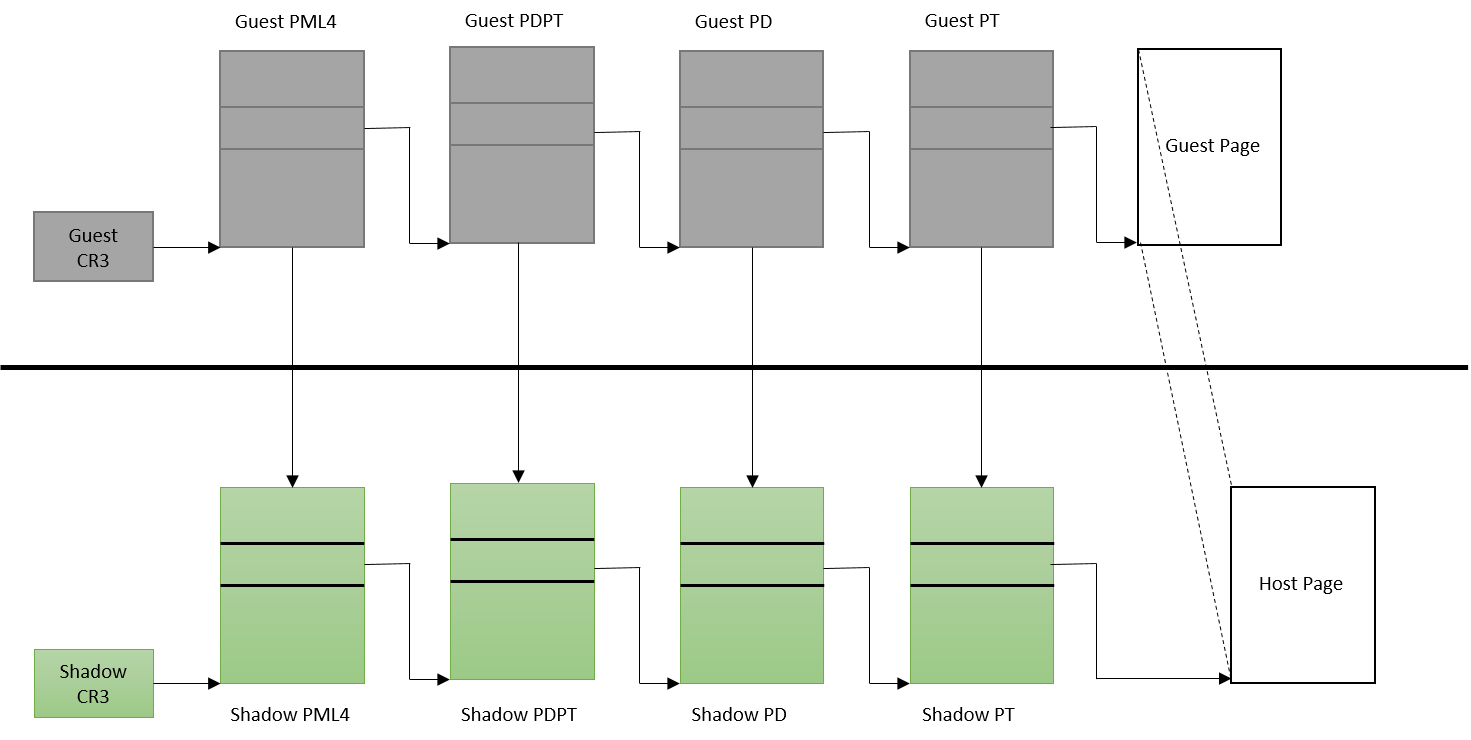 Guest PML4
Guest PDPT
Guest PD
Guest PT
Guest Page
Guest
CR3
Host Page
Shadow
CR3
Shadow PML4
Shadow PDPT
Shadow PD
Shadow PT